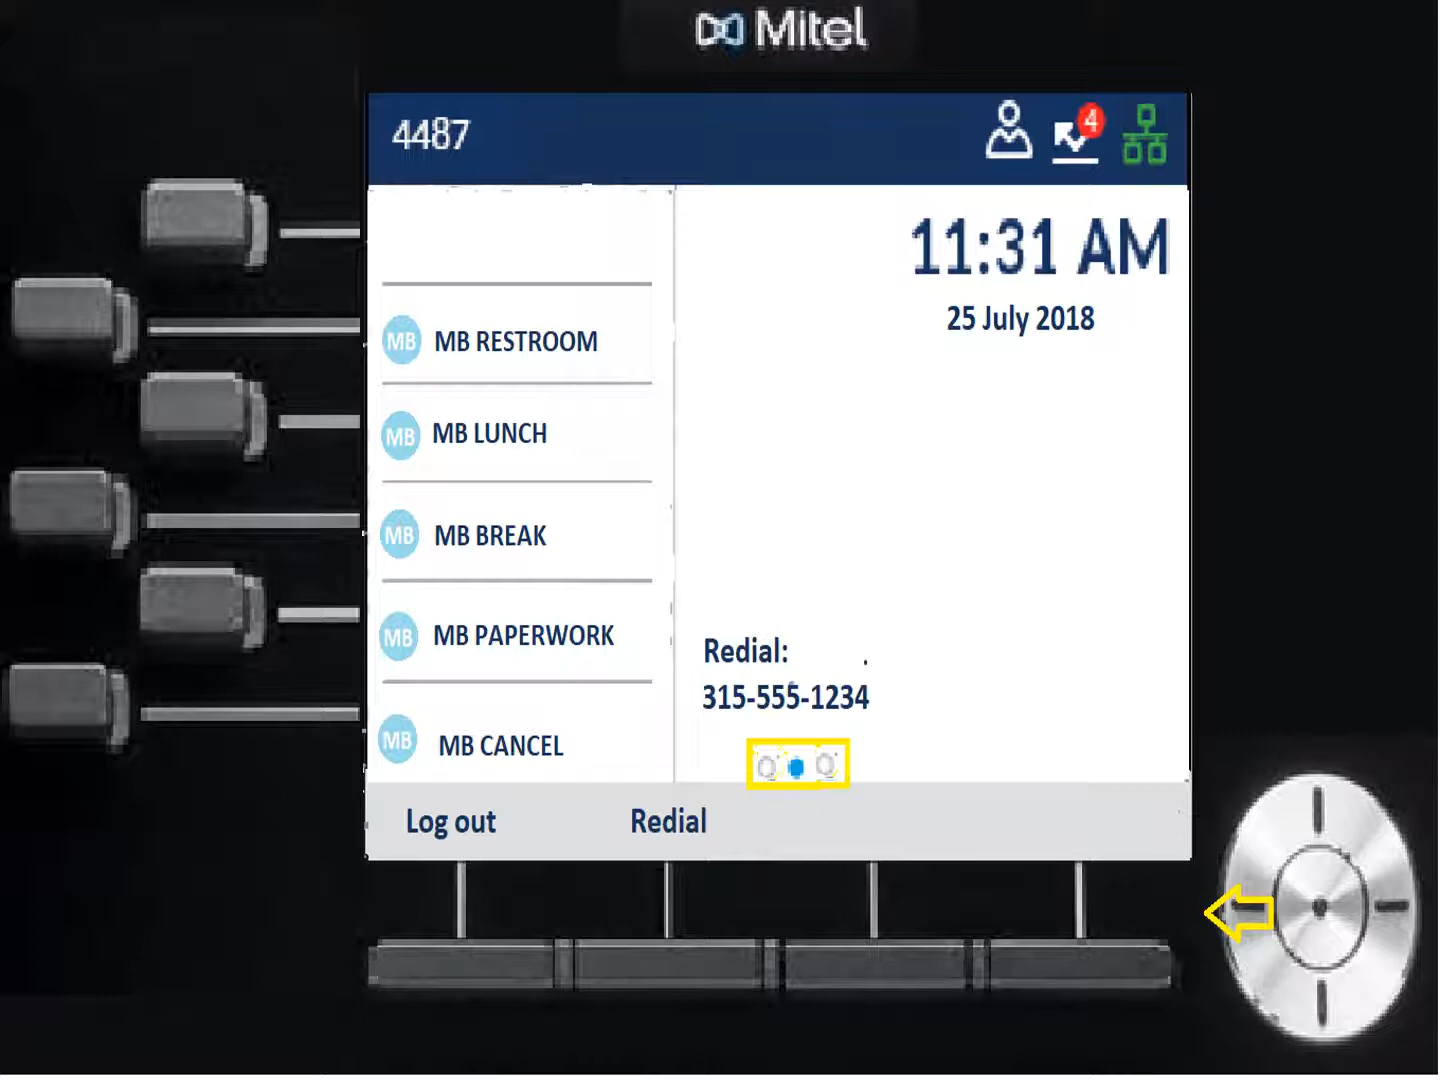 Mitel
4487
4
11:31 AM
25 July 2018
MB MB RESTROOM
MB MB LUNCH
MB MB BREAK
MB MB PAPERWORK
MB MB CANCEL
Redial:
315-555-1234
Log out Redial